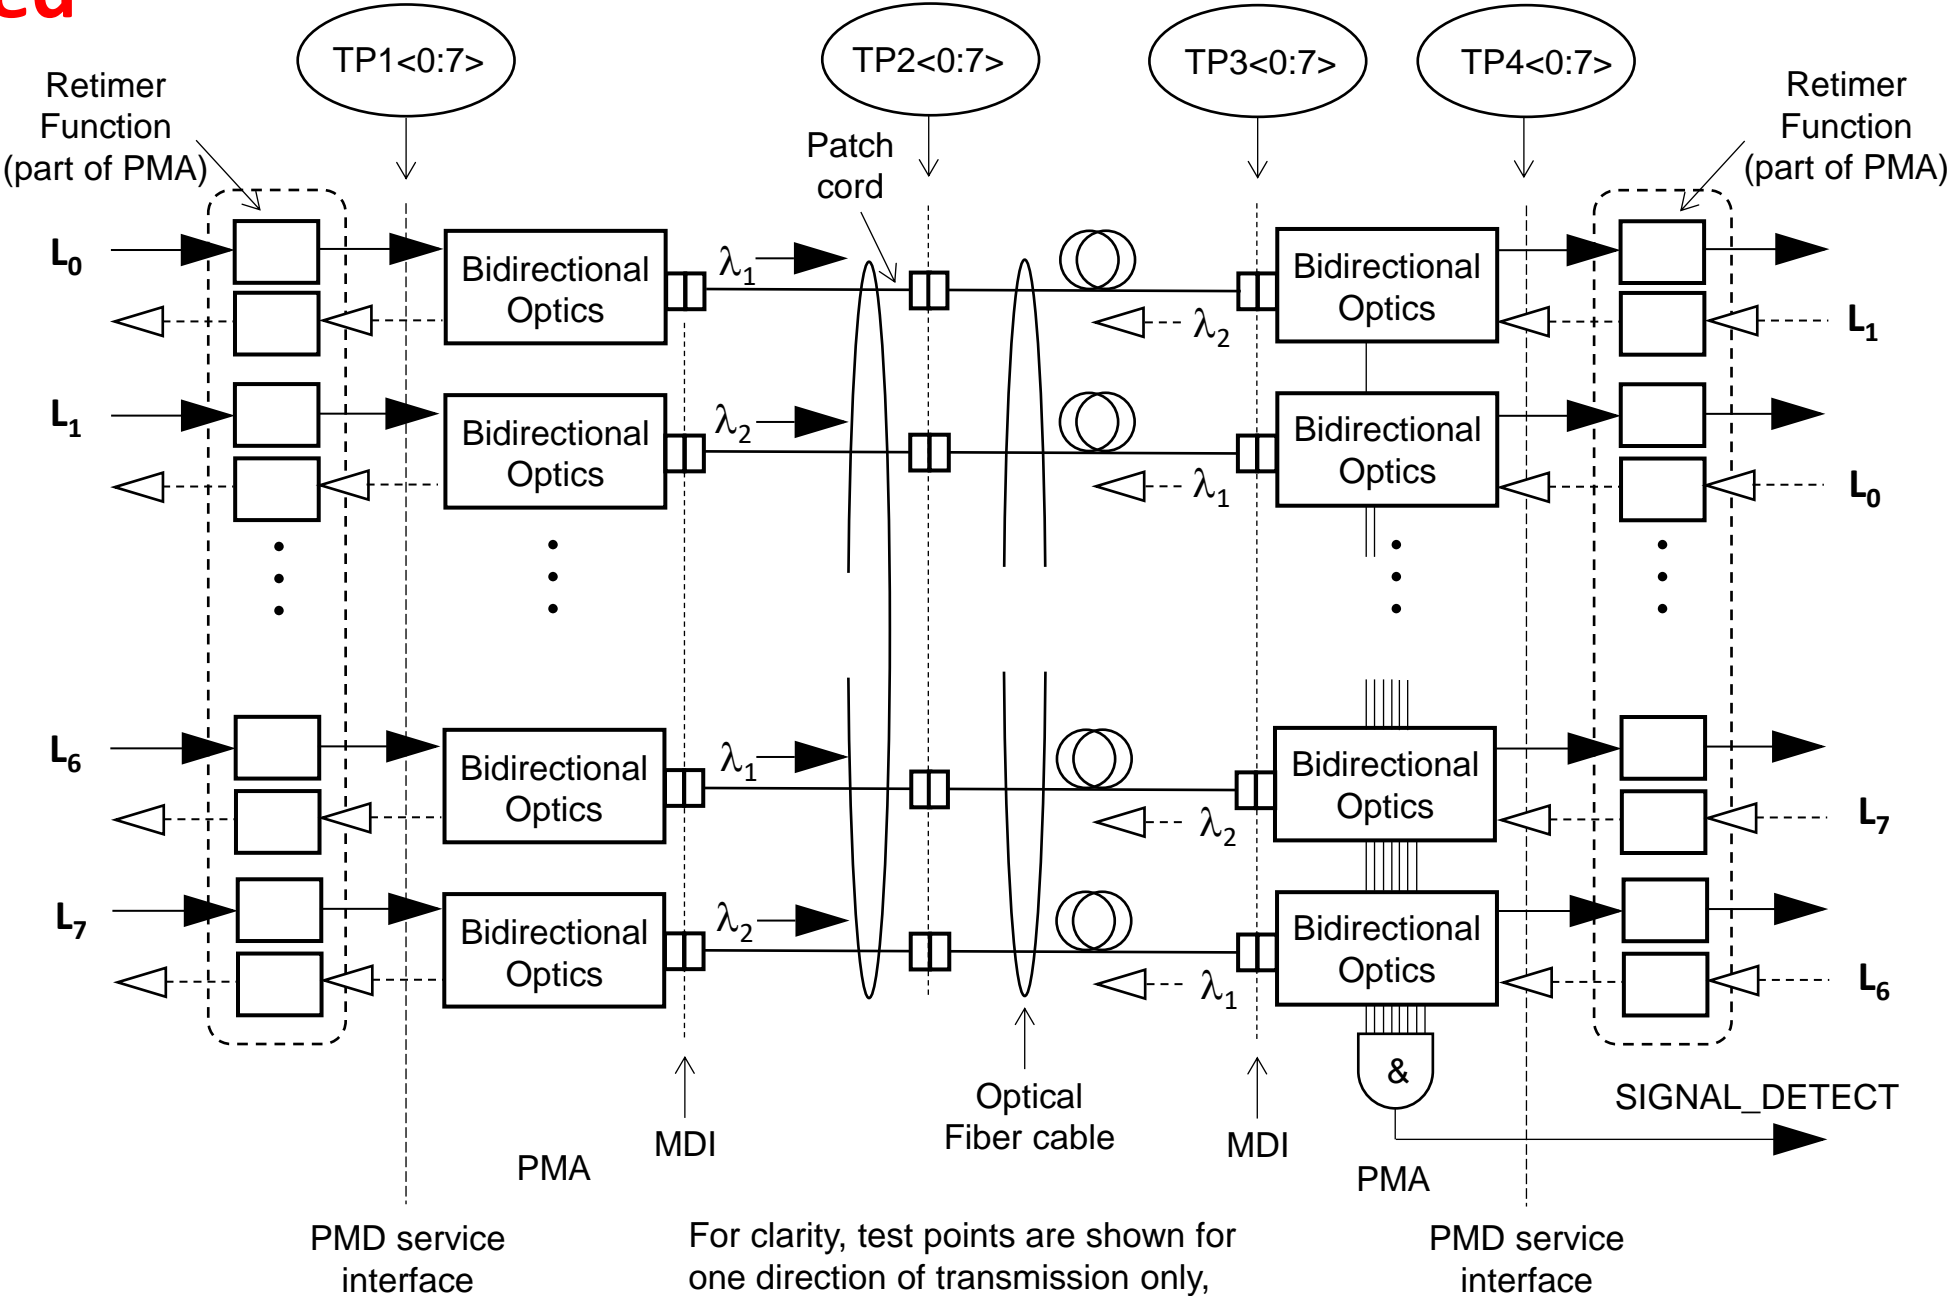 TP1<0:7>
TP2<0:7>
TP3<0:7>
TP4<0:7>
Retimer
Function
(part of PMA)
Patch
cord
Retimer
Function
(part of PMA)
L0
Bidirectional
Optics
λ1
λ2
Bidirectional
Optics
L1
L1
Bidirectional
Optics
λ2
λ1
Bidirectional
Optics
L0
L6
Bidirectional
Optics
λ1
λ2
Bidirectional
Optics
L7
L7
Bidirectional
Optics
λ2
λ1
Bidirectional
Optics
L6
&
SIGNAL_DETECT
MDI
Optical
Fiber cable
MDI
PMA
PMA
PMD service
interface
For clarity, test points are shown for
one direction of transmission only,
PMD service
interface